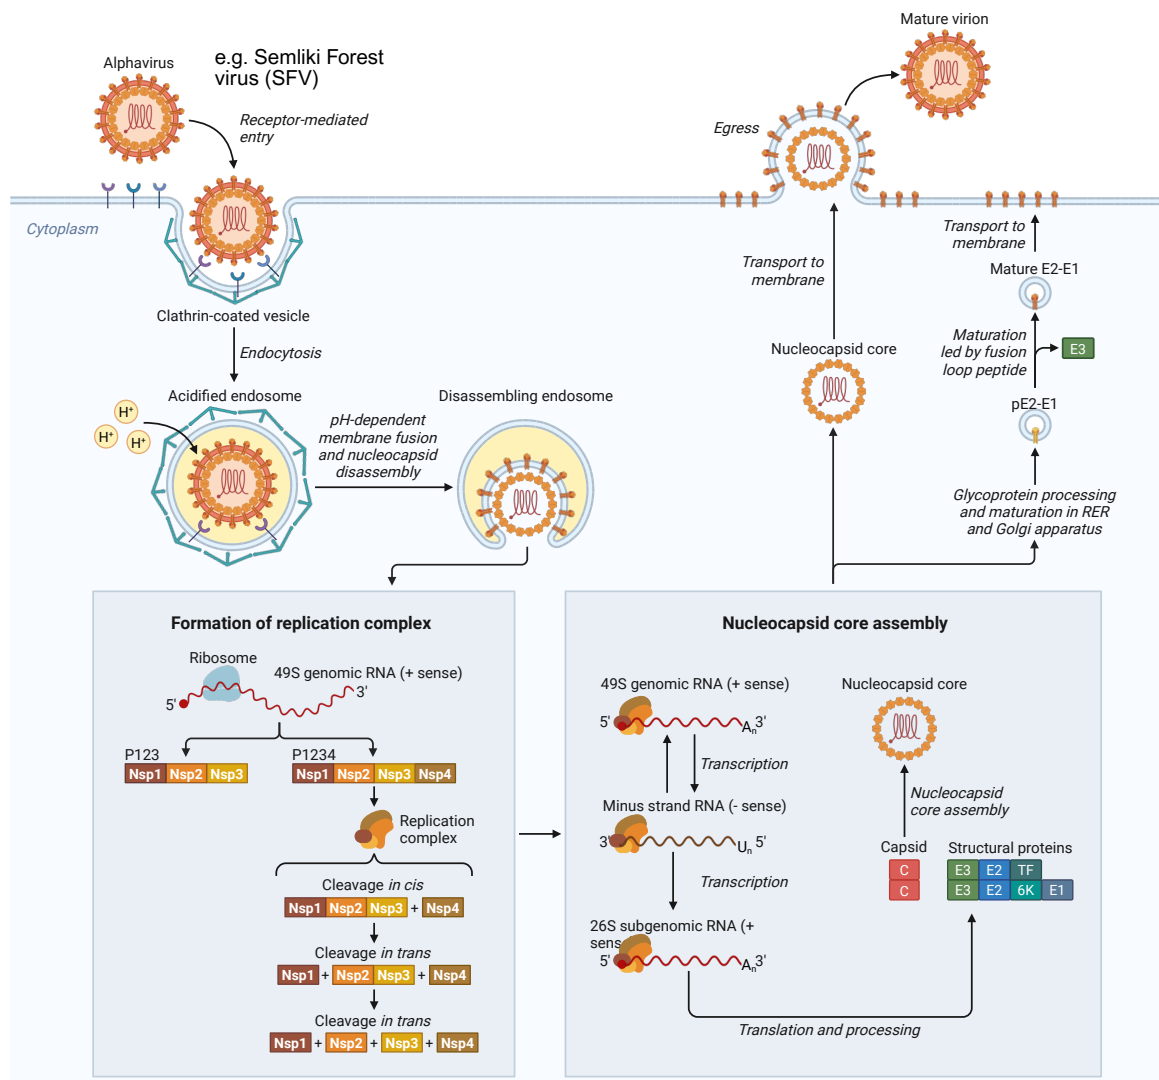 Mature virion
e.g. Semliki Forest
virus (SFV)
Alphavirus
Receptor-mediated
entry
Egress
Cytoplasm
Transport to
membrane
Transport to
membrane
Mature E2-E1
Clathrin-coated vesicle
Endocytosis
Maturation
led by fusion
loop peptide
E3
Nucleocapsid core
Acidified endosome
Disassembling endosome
H+
H+
H+
pH-dependent
membrane fusion
and nucleocapsid
disassembly
pE2-E1
Glycoprotein processing
and maturation in RER
and Golgi apparatus
Formation of replication complex
Ribosome
49S genomic RNA (+ sense)
5' 3'
P123
Nsp1 Nsp2 Nsp3
P1234
Nsp1 Nsp2 Nsp3 Nsp4
Replication
complex
Cleavage in cis
Nsp1 Nsp2 Nsp3 + Nsp4
Cleavage in trans
Nsp1 + Nsp2 Nsp3 + Nsp4
Cleavage in trans
Nsp1 + Nsp2 + Nsp3 + Nsp4
Nucleocapsid core assembly
49S genomic RNA (+ sense)
5' An 3'
Transcription
Minus strand RNA (- sense)
3' Un 5'
Transcription
26S subgenomic RNA (+
sens
5' An 3'
Translation and processing
Nucleocapsid core
Nucleocapsid
core assembly
Capsid
C
C
Structural proteins
E3 E2 TF
E3 E2 6K E1